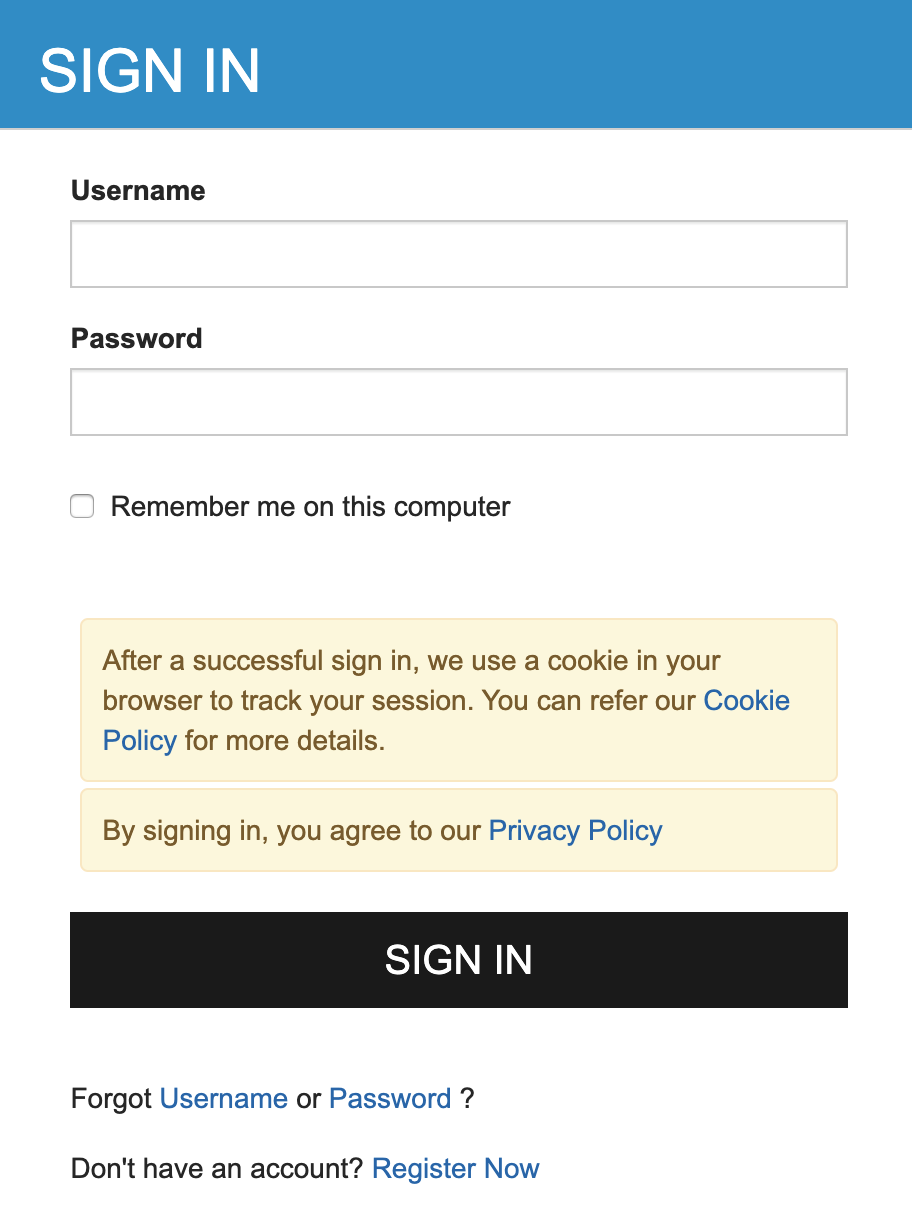 SIGN IN
Username
Password
Remember me on this computer
After a successful sign in, we use a cookie in your
browser to track your session. You can refer our Cookie
Policy for more details.
By signing in, you agree to our Privacy Policy
SIGN IN
Forgot Username or Password ?
Don't have an account? Register Now